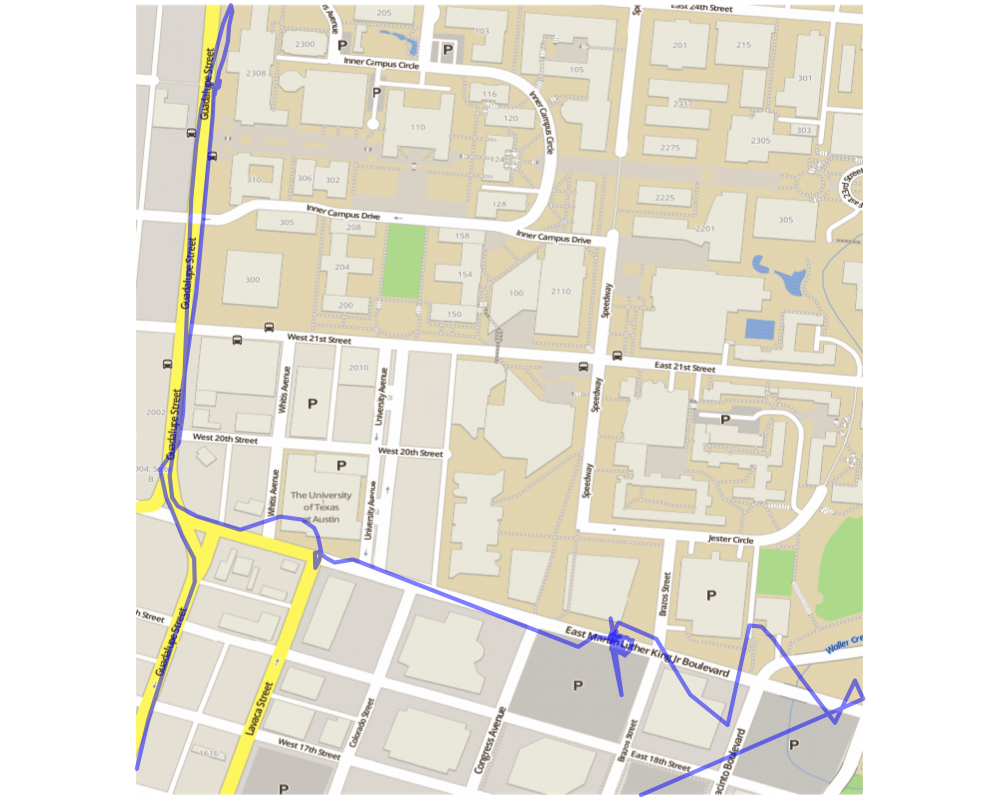 East 24th Street
205
103
2300
P
P
201
215
Inner Campus Circle
2308
105
301
P
116
2317
Guadalupe Street
Inner Campus Circle
120
110
303
2305
2275
124
310
306
302
East 23rd Street
2225
128
Inner Campus Drive
305
305
208
2201
158
Inner Campus Drive
204
154
Guadalupe Street
300
100
2110
Speedway
200
150
West 21st Street
East 21st Street
2010
Whitis Avenue
University Avenue
Speedway
P
2002
Guadalupe Street
P
West 20th Street
West 20th Street
P
Speedway
The University
of Texas
at Austin
Whitis Avenue
University Avenue
Jester Circle
Brazos Street
P
h Street
East Martin Luther King Jr Boulevard
Waller Cre
Guadalupe Street
P
Lavaca Street
Colorado Street
Congress Avenue
Brazos Street
acinto Boulevard
P
West 17th Street
East 18th Street
P